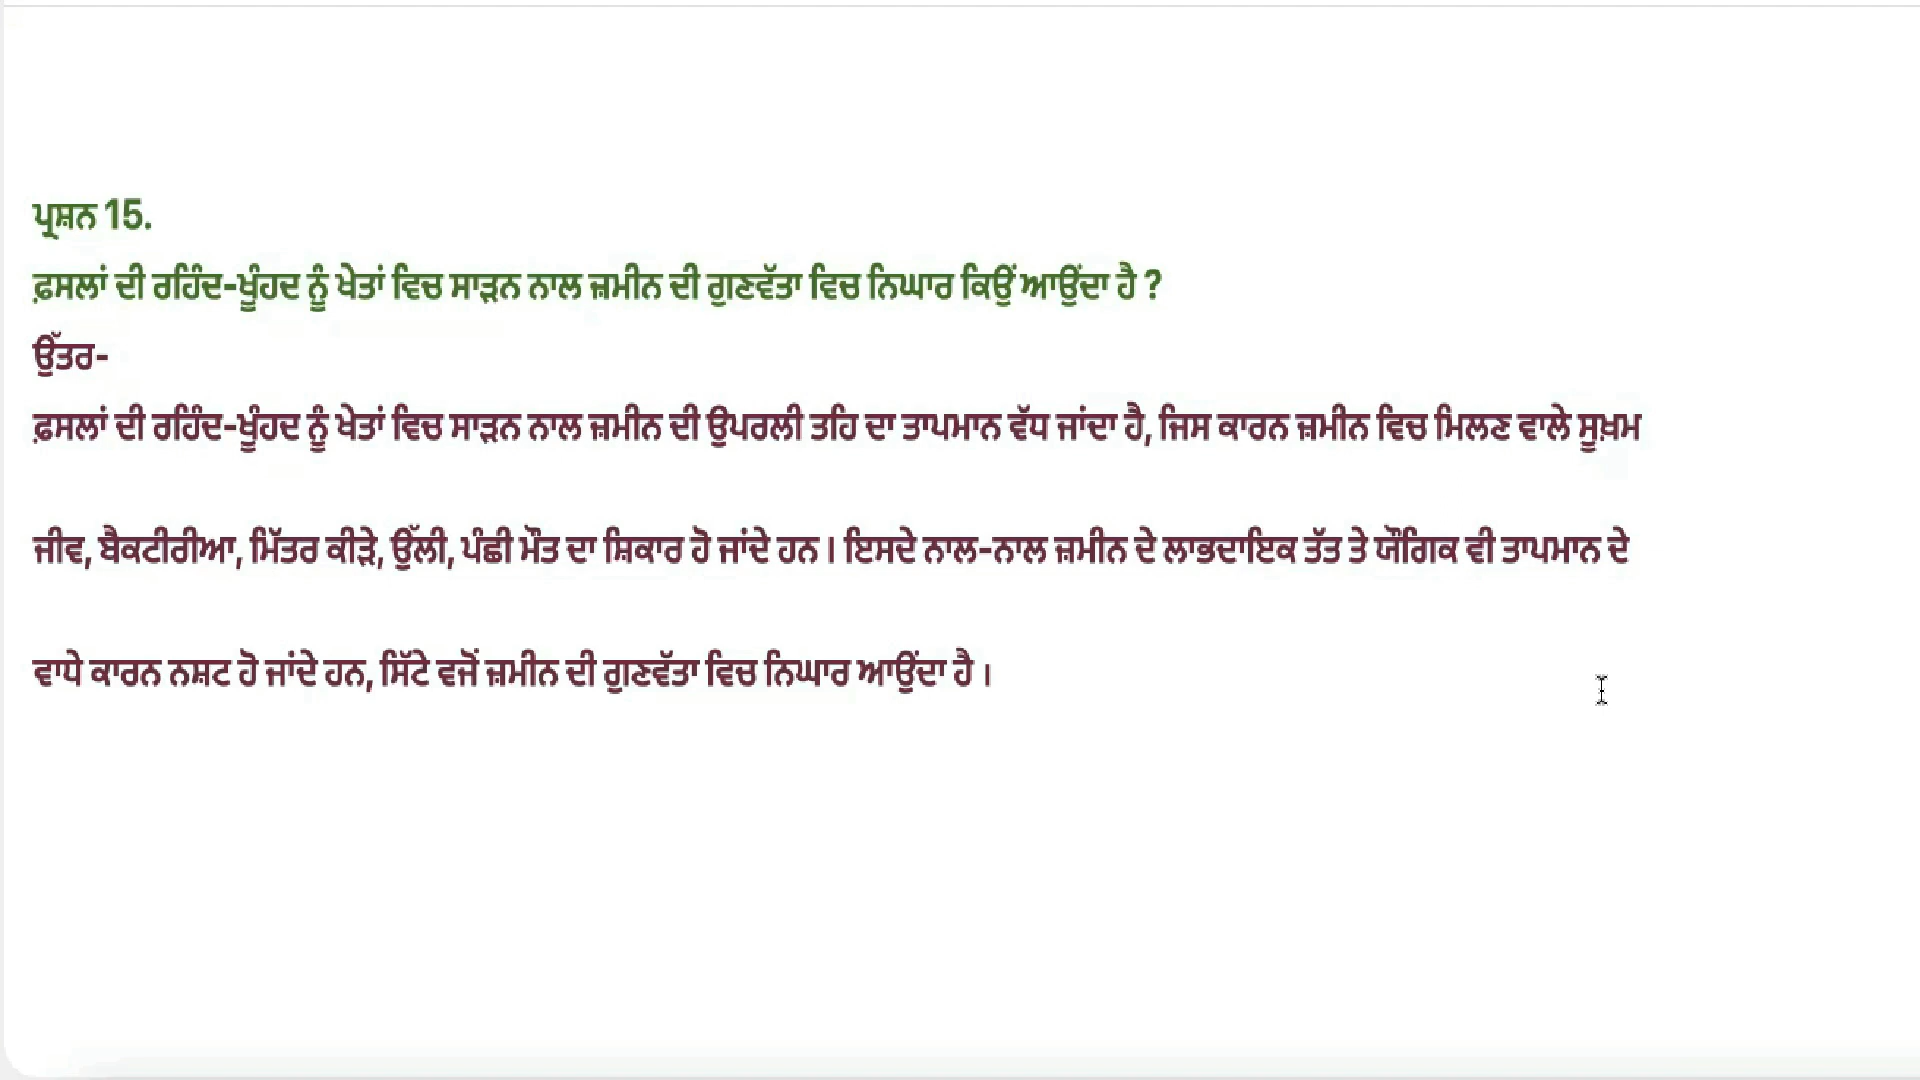 ਪ੍ਰਸ਼ਨ 15.
ਫ਼ਸਲਾਂ ਦੀ ਰਹਿੰਦ-ਖੂੰਹਦ ਨੂੰ ਖੇਤਾਂ ਵਿਚ ਸਾੜਨ ਨਾਲ ਜ਼ਮੀਨ ਦੀ ਗੁਣਵੱਤਾ ਵਿਚ ਨਿਘਾਰ ਕਿਉਂ ਆਉਂਦਾ ਹੈ ?
ਉੱਤਰ-
ਫ਼ਸਲਾਂ ਦੀ ਰਹਿੰਦ-ਖੂੰਹਦ ਨੂੰ ਖੇਤਾਂ ਵਿਚ ਸਾੜਨ ਨਾਲ ਜ਼ਮੀਨ ਦੀ ਉਪਰਲੀ ਤਹਿ ਦਾ ਤਾਪਮਾਨ ਵੱਧ ਜਾਂਦਾ ਹੈ, ਜਿਸ ਕਾਰਨ ਜ਼ਮੀਨ ਵਿਚ ਮਿਲਣ ਵਾਲੇ ਸੂਖ਼ਮ
ਜੀਵ, ਬੈਕਟੀਰੀਆ, ਮਿੱਤਰ ਕੀੜੇ, ਉੱਲੀ, ਪੰਛੀ ਮੌਤ ਦਾ ਸ਼ਿਕਾਰ ਹੋ ਜਾਂਦੇ ਹਨ । ਇਸਦੇ ਨਾਲ-ਨਾਲ ਜ਼ਮੀਨ ਦੇ ਲਾਭਦਾਇਕ ਤੱਤ ਤੇ ਯੌਗਿਕ ਵੀ ਤਾਪਮਾਨ ਦੇ
ਵਾਧੇ ਕਾਰਨ ਨਸ਼ਟ ਹੋ ਜਾਂਦੇ ਹਨ, ਸਿੱਟੇ ਵਜੋਂ ਜ਼ਮੀਨ ਦੀ ਗੁਣਵੱਤਾ ਵਿਚ ਨਿਘਾਰ ਆਉਂਦਾ ਹੈ ।